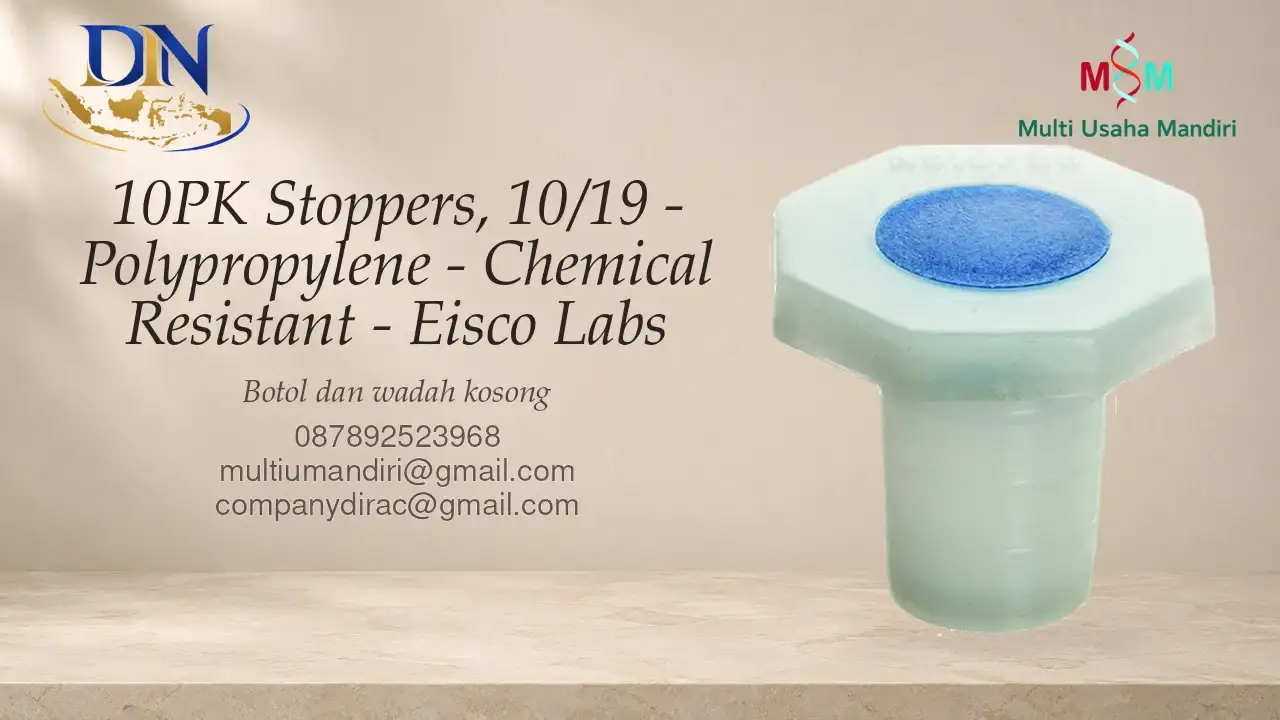 DIN
MSM
Multi Usaha Mandiri
10PK Stoppers, 10/19 -
Polypropylene - Chemical
Resistant - Eisco Labs
Botol dan wadah kosong
087892523968
multiumandiri@gmail.com
companydirac@gmail.com